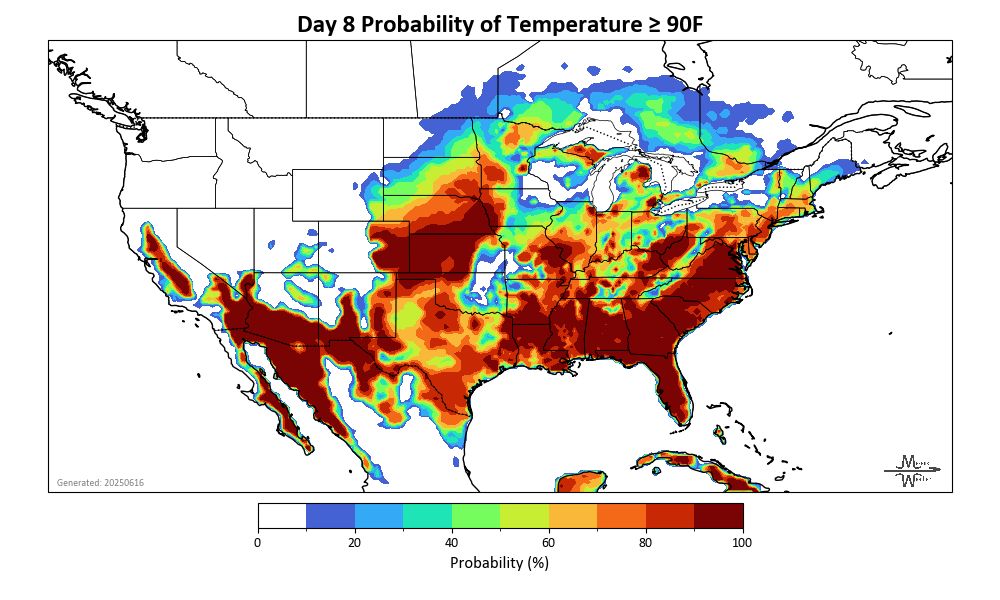 Day 8 Probability of Temperature ≥ 90F
Generated: 20250616
0 20 40 60 80 100
Probability (%)